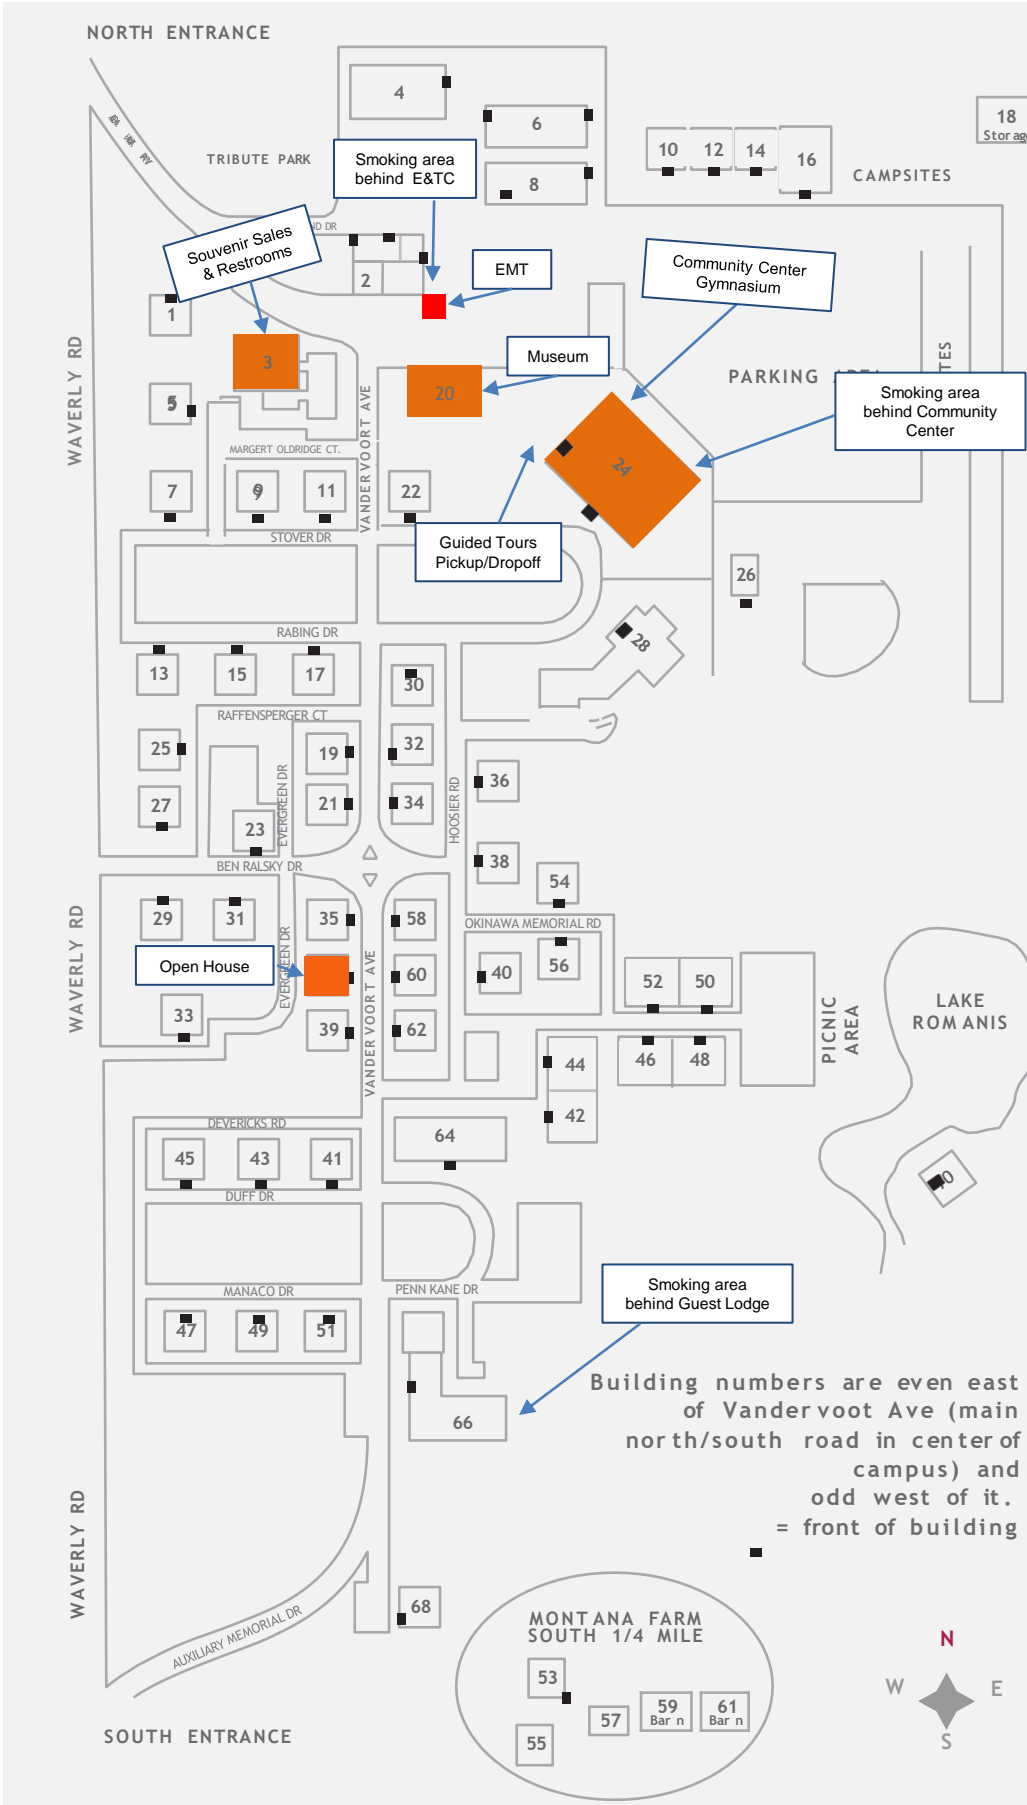 NORTH ENTRANCE
4
6
8
10
12
14
16
18
Storag
CAMPSITES
TRIBUTE PARK
Smoking area
behind E&TC
ND DR
Souvenir Sales
& Restrooms
2
EMT
Community Center
Gymnasium
1
3
Museum
20
PARKING
TES
Smoking area
behind Community
Center
WAVERLY RD
5
VANDERVOORT AVE
24
MARGERT OLDRIDGE CT.
7
9
11
22
STOVER DR
Guided Tours
Pickup/Dropoff
26
RABING DR
28
13
15
17
30
RAFFENSPERGER CT
25
19
32
36
EVERGREEN DR
HOOSIER RD
27
21
34
23
38
BEN RALSKY DR
54
29
31
35
58
OKINAWA MEMORIAL RD
WAVERLY RD
Open House
EVERGREEN DR
VANDERVOORT AVE
60
40
56
52
50
33
39
62
PICNIC
AREA
LAKE
ROMANIS
44
46
48
42
DEVERICKS RD
64
45
43
41
DUFF DR
MANACO DR
PENN KANE DR
Smoking area
behind Guest Lodge
47
49
51
66
Building numbers are even east
of Vandervoot Ave (main
north/south road in center of
campus) and
odd west of it.
= front of building
WAVERLY RD
68
AUXILIARY MEMORIAL DR
MONTANA FARM
SOUTH 1/4 MILE
53
55
57
59
Barn
61
Barn
N
W
E
S
SOUTH ENTRANCE